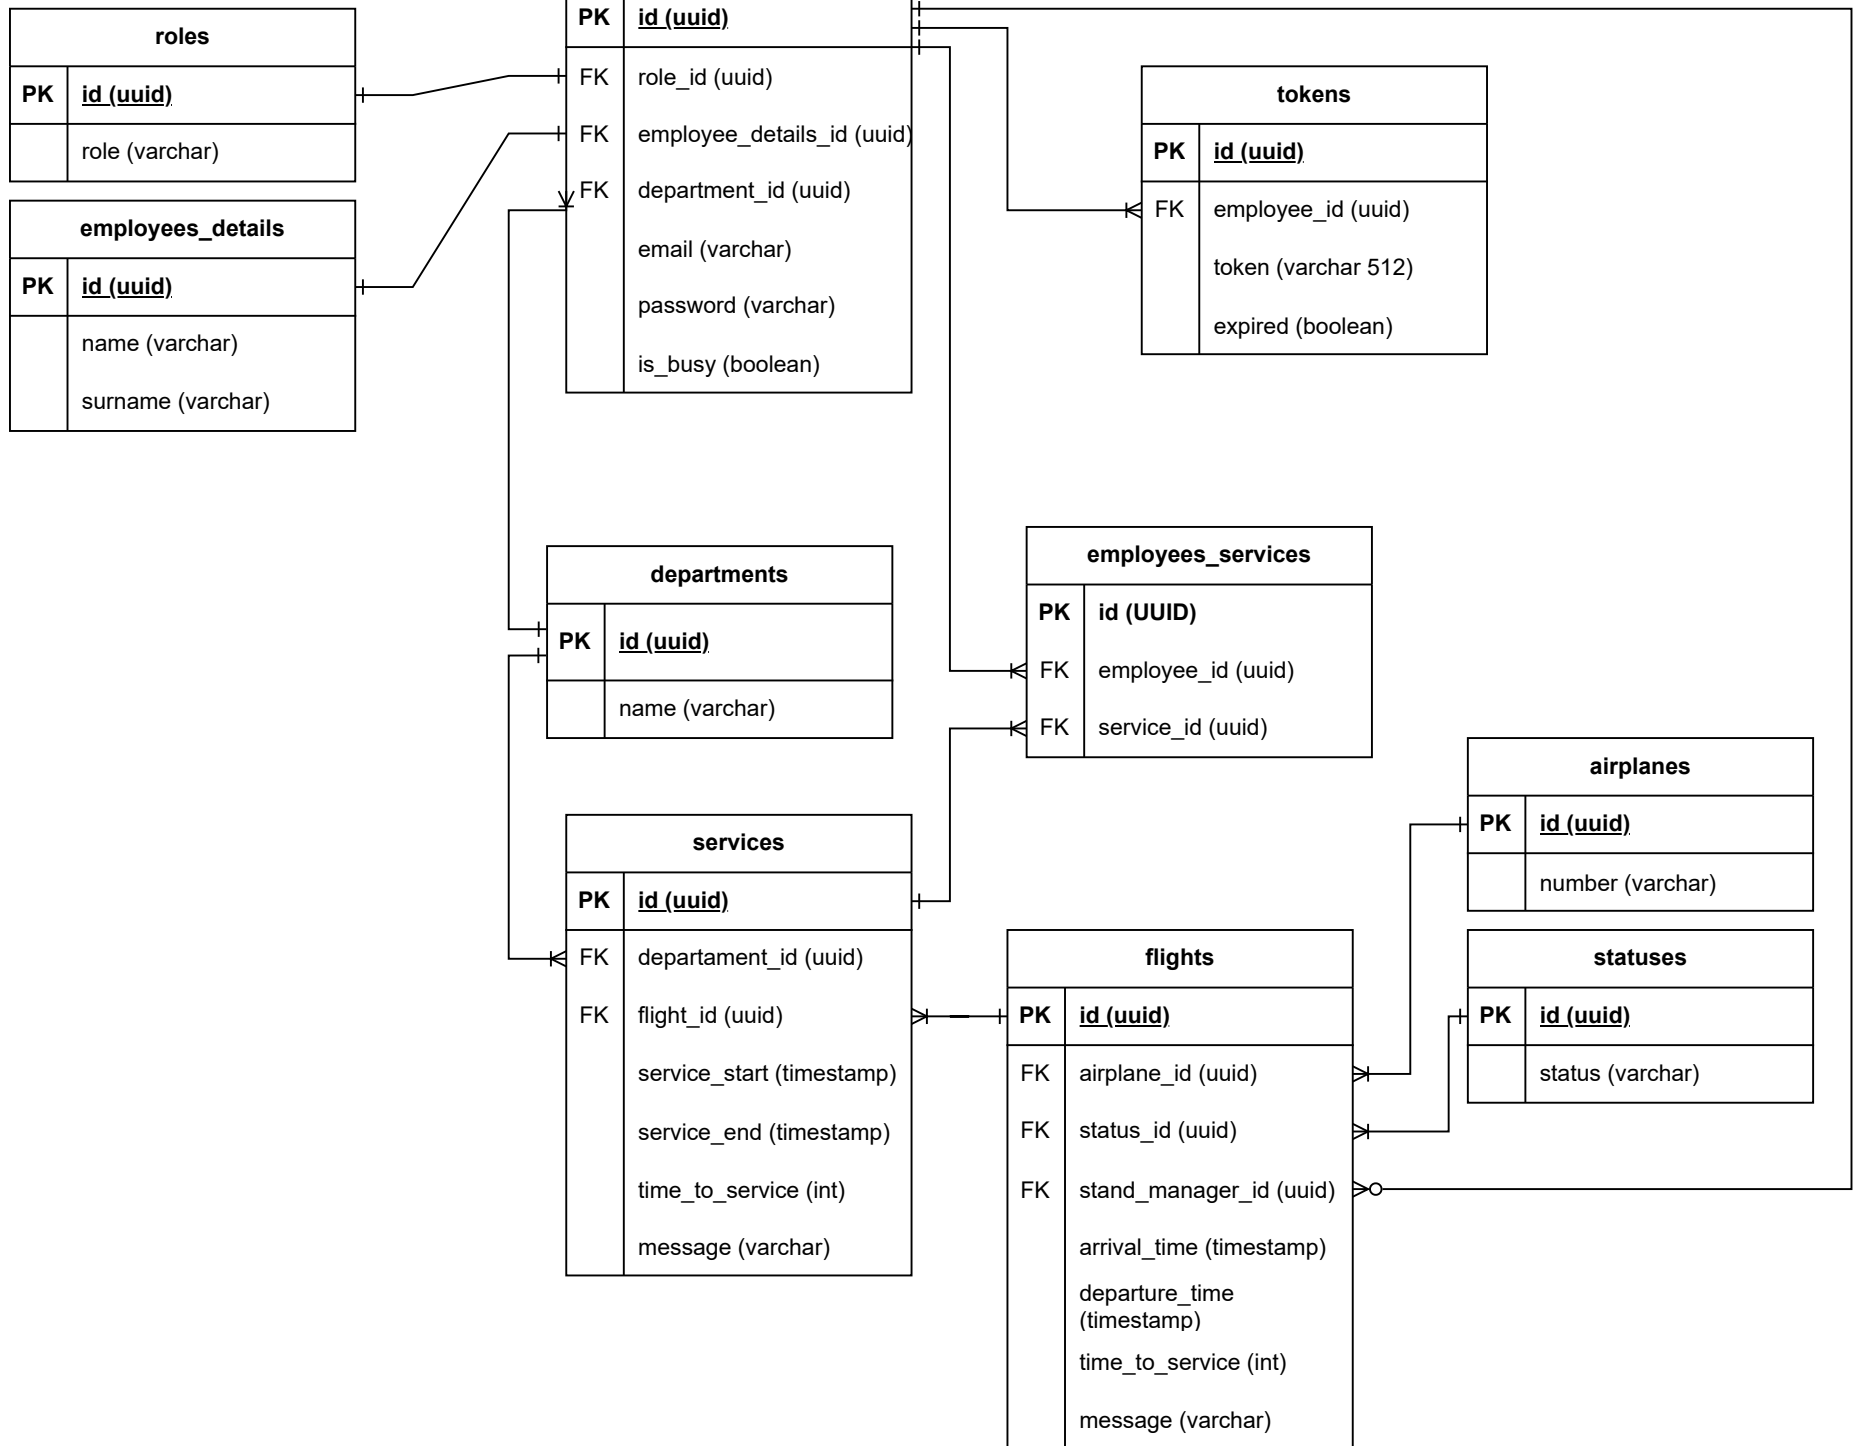 roles
PK
id (uuid)
role (varchar)
employees_details
PK
id (uuid)
name (varchar)
surname (varchar)
PK
id (uuid)
FK
role_id (uuid)
FK
employee_details_id (uuid)
FK
department_id (uuid)
email (varchar)
password (varchar)
is_busy (boolean)
tokens
PK
id (uuid)
FK
employee_id (uuid)
token (varchar 512)
expired (boolean)
departments
PK
id (uuid)
name (varchar)
employees_services
PK
id (UUID)
FK
employee_id (uuid)
FK
service_id (uuid)
services
PK
id (uuid)
FK
departament_id (uuid)
FK
flight_id (uuid)
service_start (timestamp)
service_end (timestamp)
time_to_service (int)
message (varchar)
flights
PK
id (uuid)
FK
airplane_id (uuid)
FK
status_id (uuid)
FK
stand_manager_id (uuid)
arrival_time (timestamp)
departure_time
(timestamp)
time_to_service (int)
message (varchar)
airplanes
PK
id (uuid)
number (varchar)
statuses
PK
id (uuid)
status (varchar)